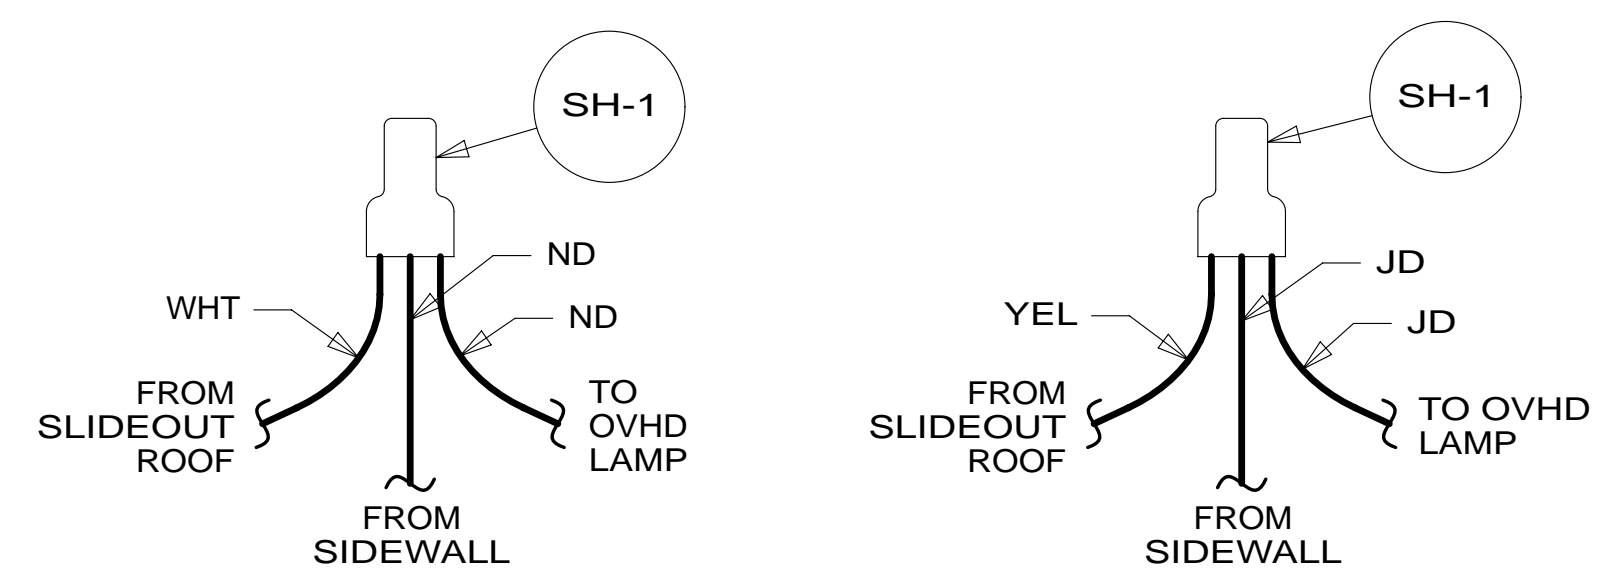 SH-1
ND
ND
WHT
FROM
SLIDEOUT
ROOF
TO
OVHD
LAMP
FROM
SIDEWALL
SH-1
JD
JD
YEL
FROM
SLIDEOUT
ROOF
TO OVHD
LAMP
FROM
SIDEWALL